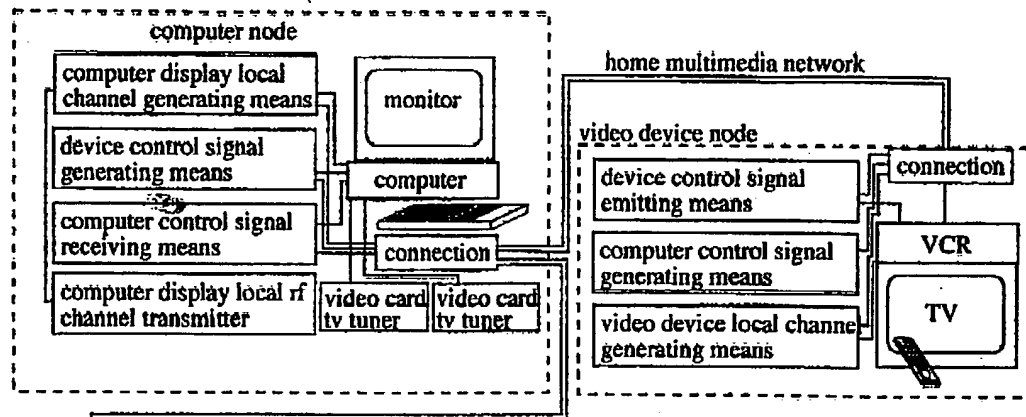 computer node
computer display local
channel generating means
monitor
device control signal
generating means
computer
computer control signal
receiving means
connection
computer display local rf
channel transmitter
video card
tv tuner
video card
tv tuner
home multimedia network
video device node
connection
device control signal
emitting means
VCR
computer control signal
generating means
TV
video device local channe
generating means